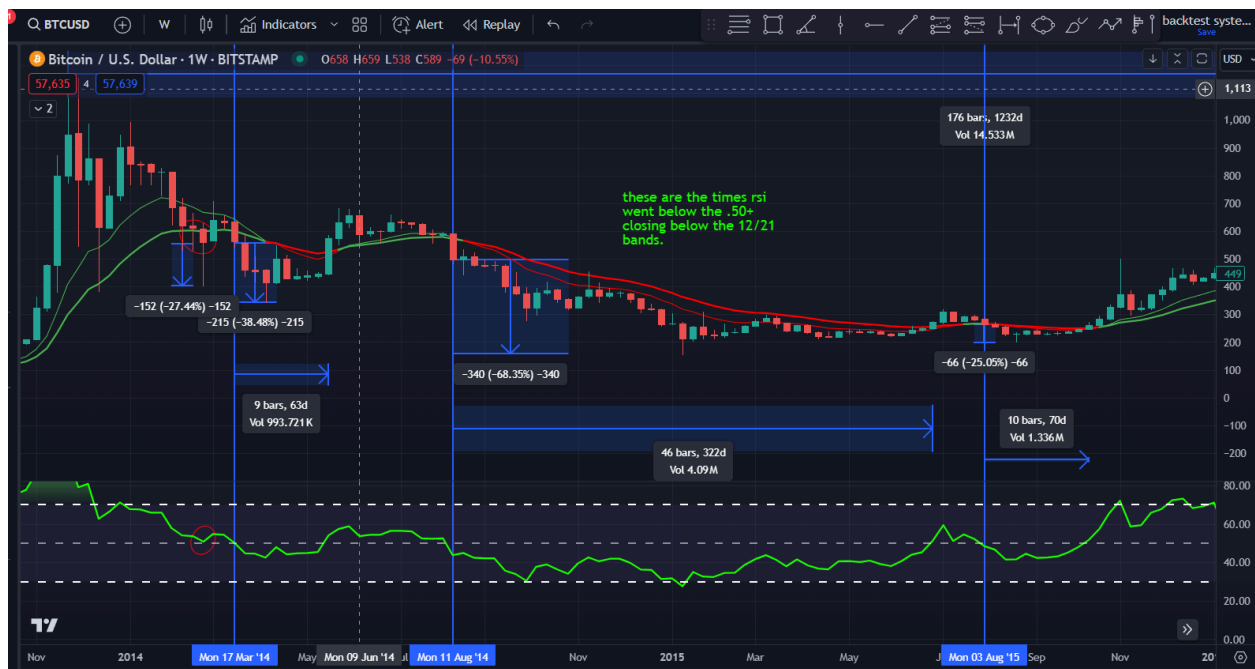 BTCUSD
W
Indicators
Alert
Replay
backtest syste...
Save
Bitcoin / U.S. Dollar · 1W · BITSTAMP
O658 H659 L538 C589 −69 (−10.55%)
USD
57,635
4
57,639
2
1,113
1,000
900
800
700
600
500
449
400
300
200
100
0
−100
−200
176 bars, 1232d
Vol 14.533M
these are the times rsi
went below the .50+
closing below the 12/21
bands.
−152 (−27.44%) −152
−215 (−38.48%) −215
−340 (−68.35%) −340
−66 (−25.05%) −66
9 bars, 63d
Vol 993.721K
46 bars, 322d
Vol 4.09M
10 bars, 70d
Vol 1.336M
80.00
60.00
40.00
20.00
0.00
Nov
2014
Mon 17 Mar '14
May
Mon 09 Jun '14
Mon 11 Aug '14
Nov
2015
Mar
May
Mon 03 Aug '15
Sep
Nov